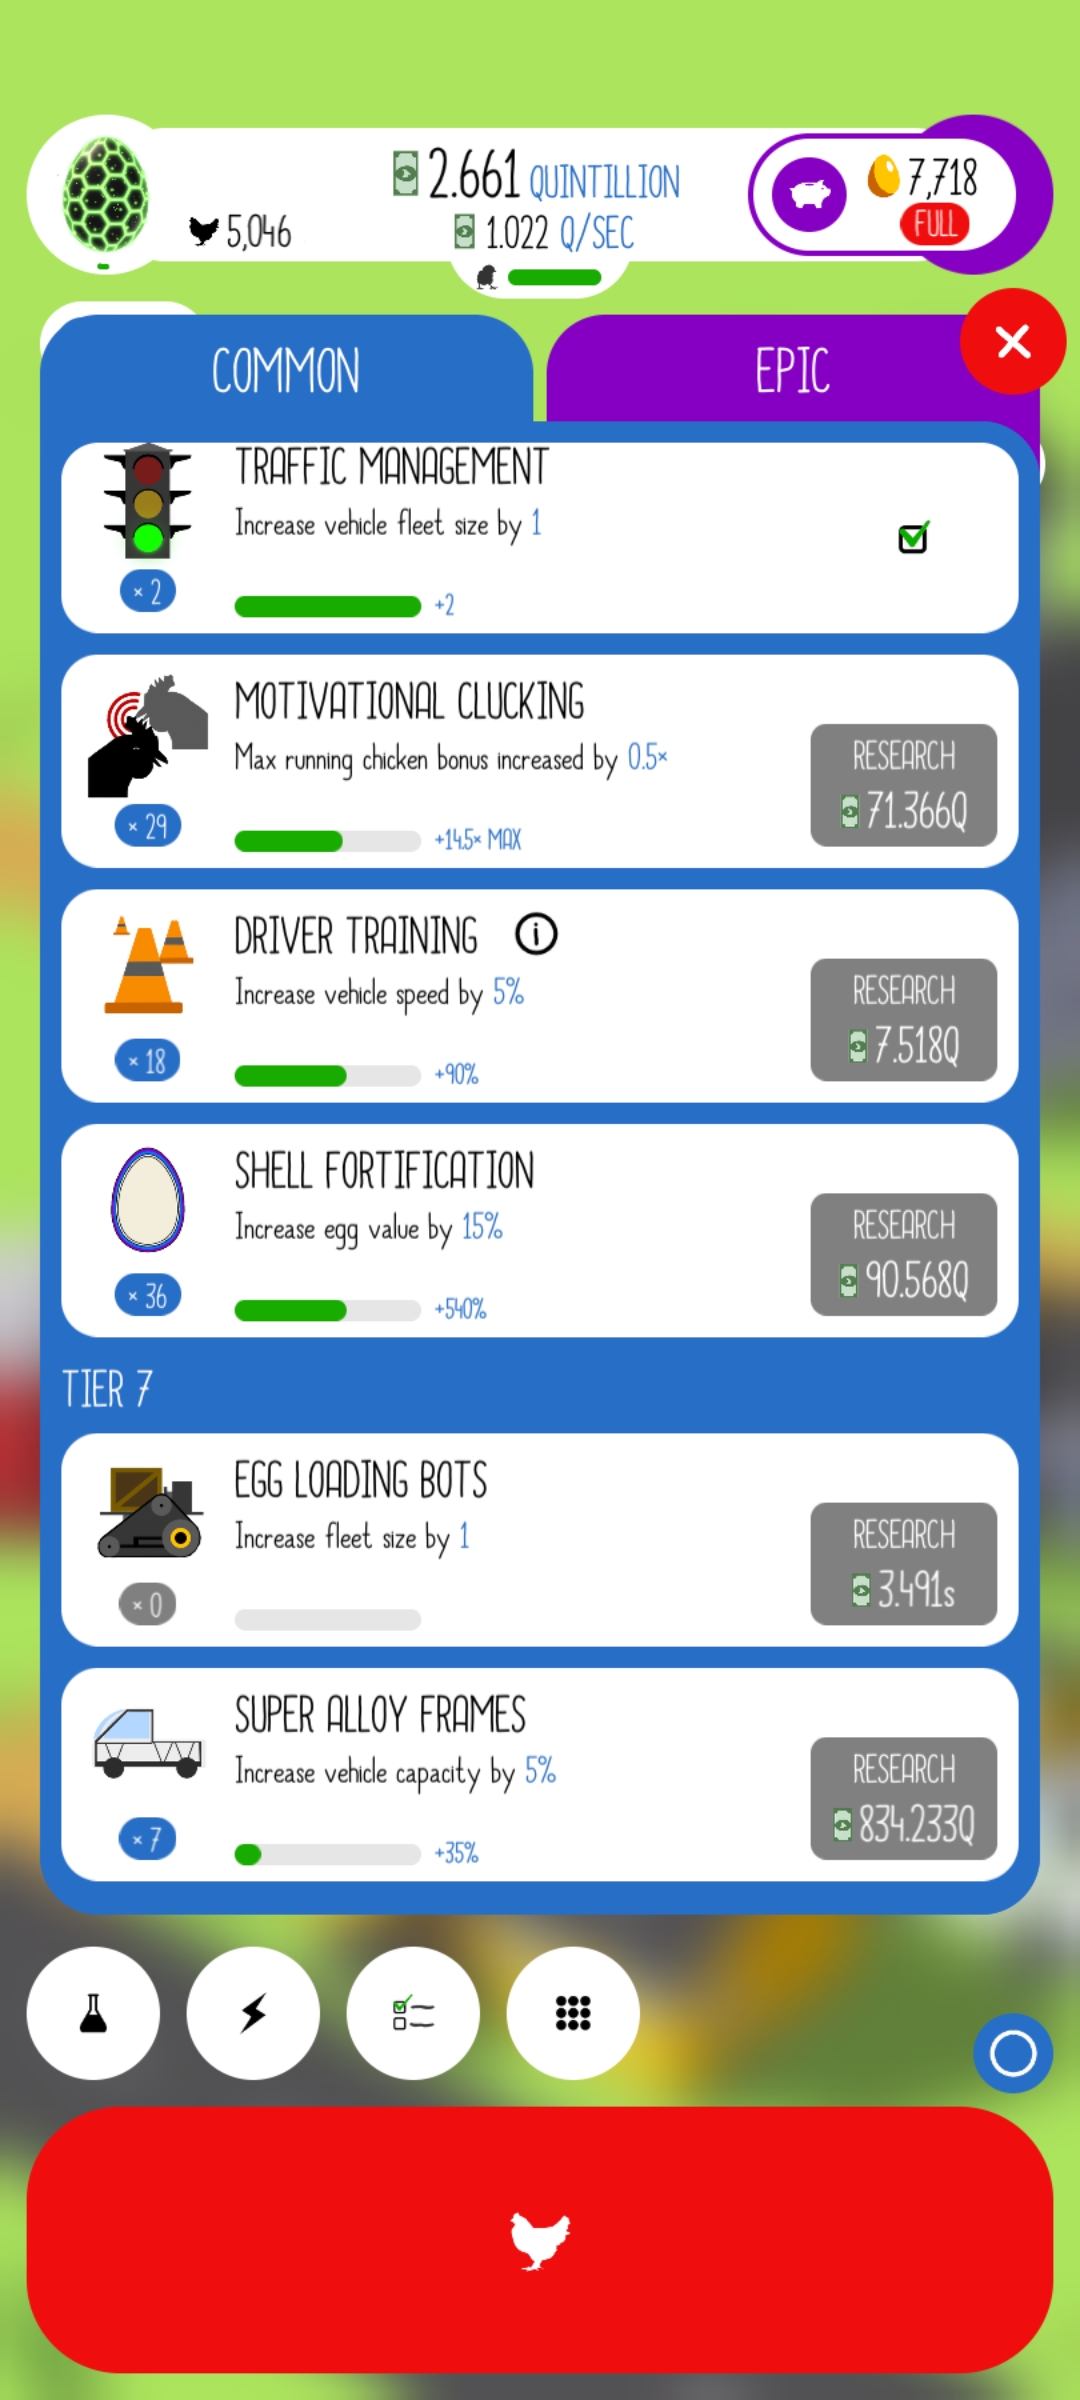 2.661 QUINTILLION
7,718
5,046
1.022 Q/SEC
FULL
COMMON
EPIC
TRAFFIC MANAGEMENT
Increase vehicle fleet size by 1
× 2
+2
MOTIVATIONAL CLUCKING
Max running chicken bonus increased by 0.5×
RESEARCH
71.366Q
× 29
+14.5× MAX
DRIVER TRAINING
Increase vehicle speed by 5%
RESEARCH
7.518Q
× 18
+90%
SHELL FORTIFICATION
Increase egg value by 15%
RESEARCH
90.568Q
× 36
+540%
TIER 7
EGG LOADING BOTS
Increase fleet size by 1
RESEARCH
3.491s
× 0
SUPER ALLOY FRAMES
Increase vehicle capacity by 5%
RESEARCH
834.233Q
× 7
+35%